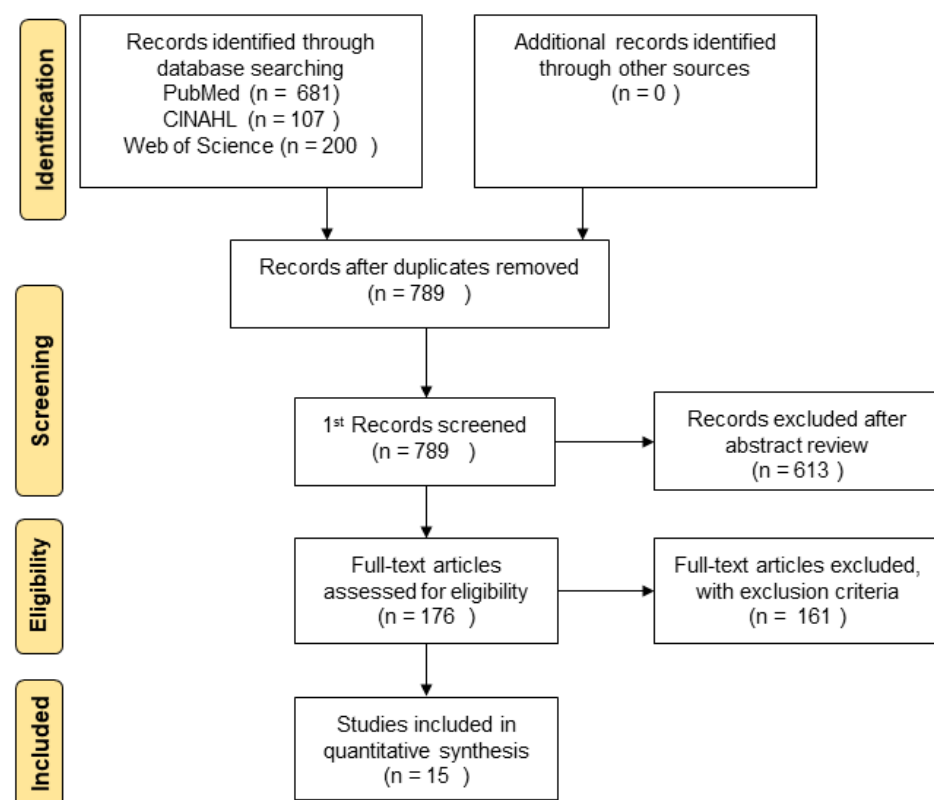 Identification
Records identified through
database searching
PubMed (n = 681)
CINAHL (n = 107 )
Web of Science (n = 200 )
Additional records identified
through other sources
(n = 0 )
Records after duplicates removed
(n = 789 )
Screening
1st Records screened
(n = 789 )
Records excluded after
abstract review
(n = 613 )
Eligibility
Full-text articles
assessed for eligibility
(n = 176 )
Full-text articles excluded,
with exclusion criteria
(n = 161 )
Included
Studies included in
quantitative synthesis
(n = 15 )